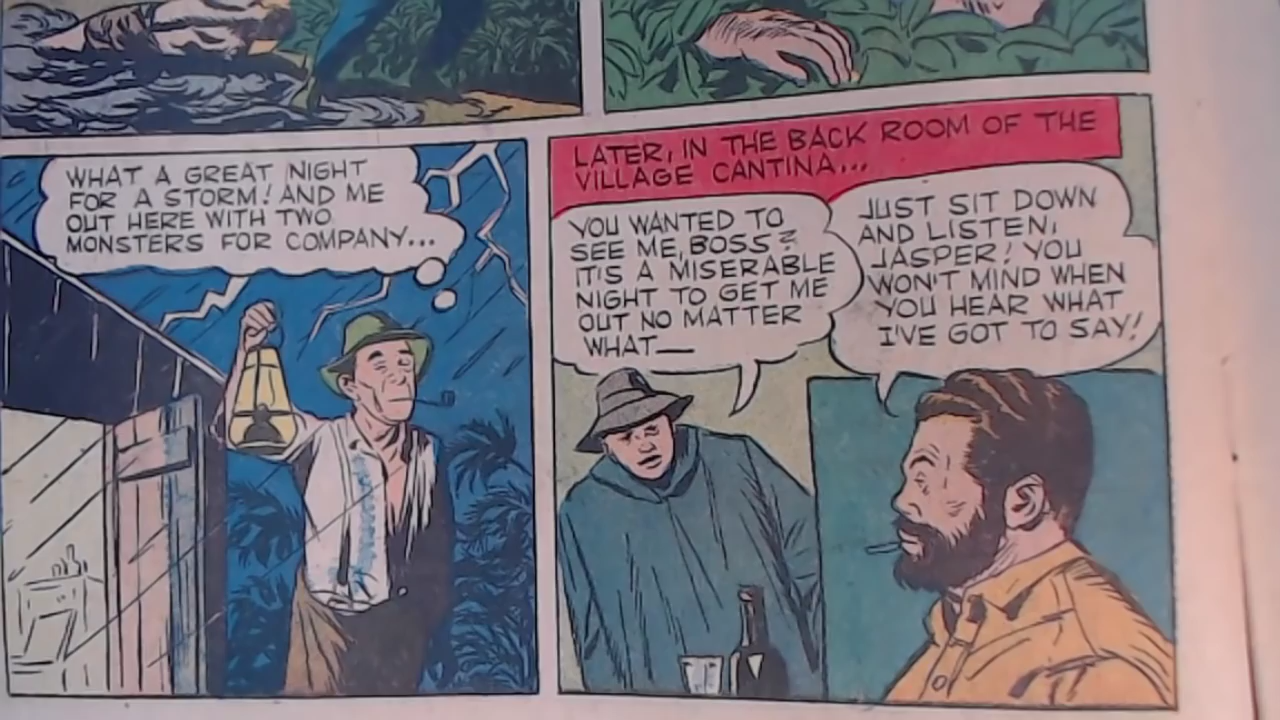 WHAT A GREAT NIGHT
FOR A STORM! AND ME
OUT HERE WITH TWO
MONSTERS FOR COMPANY...
LATER, IN THE BACK ROOM OF THE
VILLAGE CANTINA...
YOU WANTED TO
SEE ME, BOSS?
IT'S A MISERABLE
NIGHT TO GET ME
OUT NO MATTER
WHAT—
JUST SIT DOWN
AND LISTEN,
JASPER! YOU
WON'T MIND WHEN
YOU HEAR WHAT
I'VE GOT TO SAY!